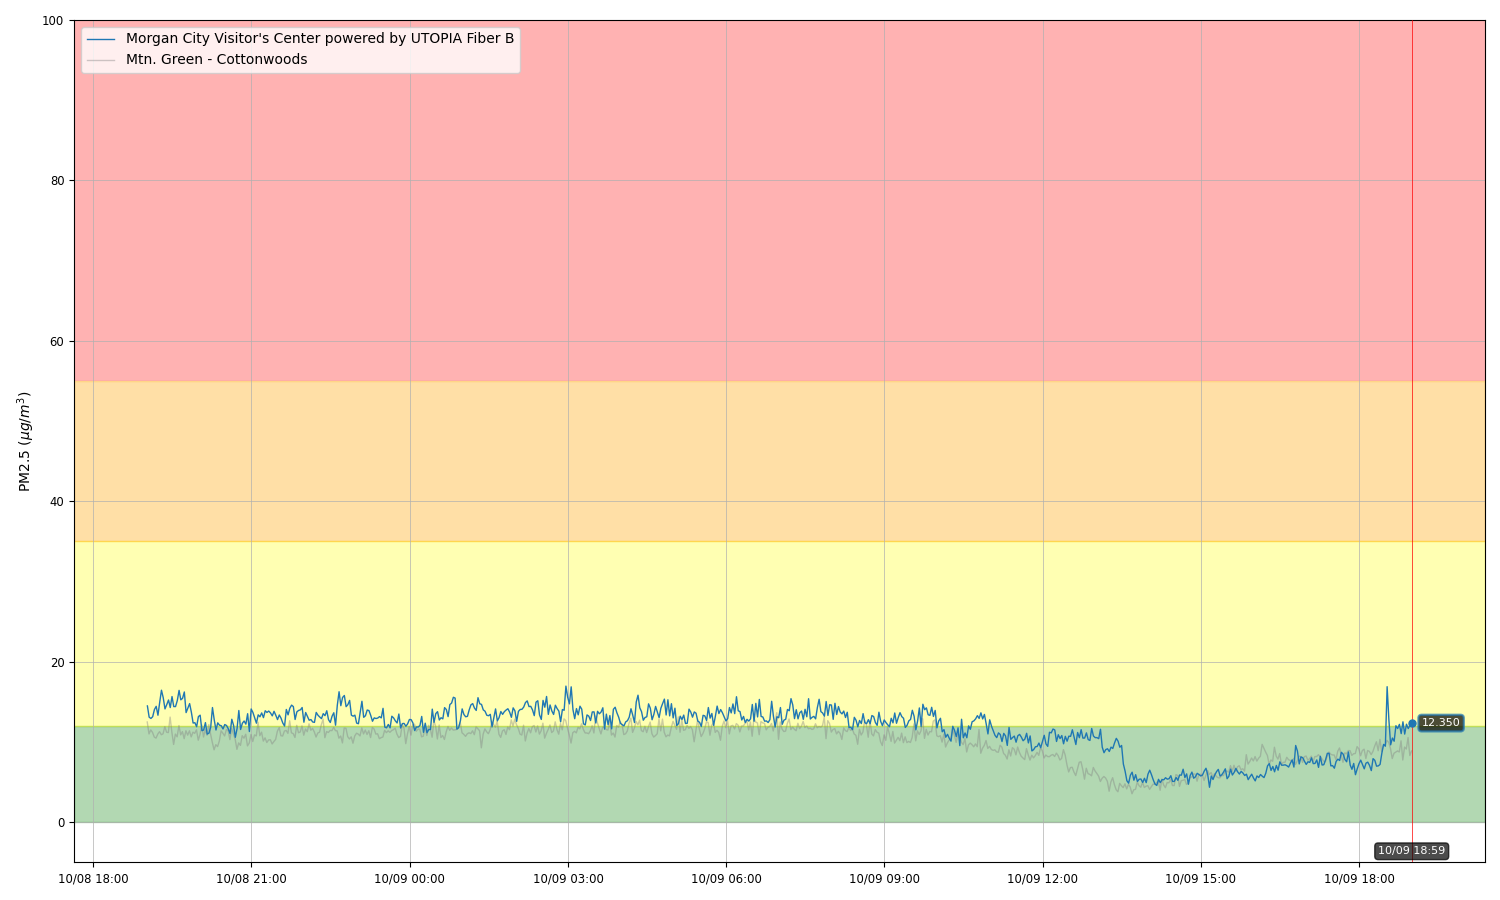 100
80
60
40
20
0
PM2.5 (μg/m³)
Morgan City Visitor's Center powered by UTOPIA Fiber B
Mtn. Green - Cottonwoods
12.350
10/09 18:59
10/08 18:00 10/08 21:00 10/09 00:00 10/09 03:00 10/09 06:00 10/09 09:00 10/09 12:00 10/09 15:00 10/09 18:00